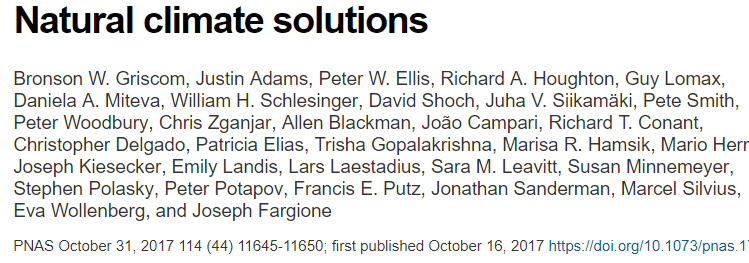 Natural climate solutions
Bronson W. Griscom, Justin Adams, Peter W. Ellis, Richard A. Houghton, Guy Lomax,
Daniela A. Miteva, William H. Schlesinger, David Shoch, Juha V. Siikamäki, Pete Smith,
Peter Woodbury, Chris Zganjar, Allen Blackman, João Campari, Richard T. Conant,
Christopher Delgado, Patricia Elias, Trisha Gopalakrishna, Marisa R. Hamsik, Mario Herr
Joseph Kiesecker, Emily Landis, Lars Laestadius, Sara M. Leavitt, Susan Minnemeyer,
Stephen Polasky, Peter Potapov, Francis E. Putz, Jonathan Sanderman, Marcel Silvius,
Eva Wollenberg, and Joseph Fargione
PNAS October 31, 2017 114 (44) 11645-11650; first published October 16, 2017 https://doi.org/10.1073/pnas.1